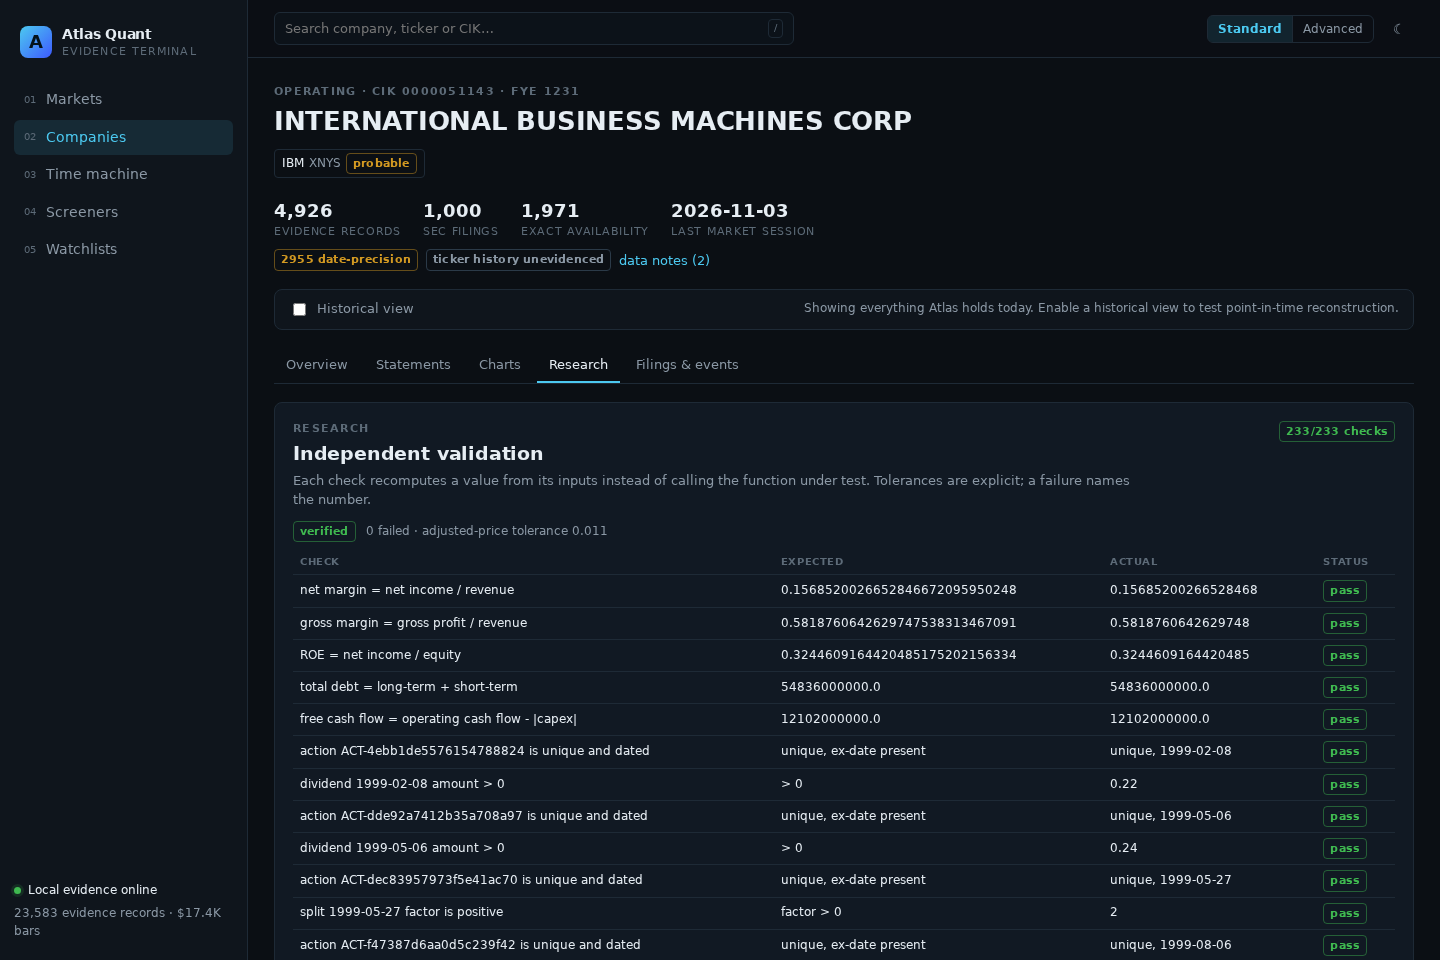 A
Atlas Quant
EVIDENCE TERMINAL
01 Markets
02 Companies
03 Time machine
04 Screeners
05 Watchlists
Local evidence online
23,583 evidence records · $17.4K
bars
Search company, ticker or CIK... /
Standard Advanced
OPERATING · CIK 0000051143 · FYE 1231
INTERNATIONAL BUSINESS MACHINES CORP
IBM XNYS probable
4,926 1,000 1,971 2026-11-03
EVIDENCE RECORDS SEC FILINGS EXACT AVAILABILITY LAST MARKET SESSION
2955 date-precision ticker history unevidenced data notes (2)
Historical view Showing everything Atlas holds today. Enable a historical view to test point-in-time reconstruction.
Overview Statements Charts Research Filings & events
RESEARCH
233/233 checks
Independent validation
Each check recomputes a value from its inputs instead of calling the function under test. Tolerances are explicit; a failure names
the number.
verified 0 failed · adjusted-price tolerance 0.011
CHECK EXPECTED ACTUAL STATUS
net margin = net income / revenue 0.1568520026652846672095950248 0.15685200266528468 pass
gross margin = gross profit / revenue 0.5818760642629747538313467091 0.5818760642629748 pass
ROE = net income / equity 0.3244609164420485175202156334 0.3244609164420485 pass
total debt = long-term + short-term 54836000000.0 54836000000.0 pass
free cash flow = operating cash flow - |capex| 12102000000.0 12102000000.0 pass
action ACT-4ebb1de5576154788824 is unique and dated unique, ex-date present unique, 1999-02-08 pass
dividend 1999-02-08 amount > 0 > 0 0.22 pass
action ACT-dde92a7412b35a708a97 is unique and dated unique, ex-date present unique, 1999-05-06 pass
dividend 1999-05-06 amount > 0 > 0 0.24 pass
action ACT-dec83957973f5e41ac70 is unique and dated unique, ex-date present unique, 1999-05-27 pass
split 1999-05-27 factor is positive factor > 0 2 pass
action ACT-f47387d6aa0d5c239f42 is unique and dated unique, ex-date present unique, 1999-08-06 pass